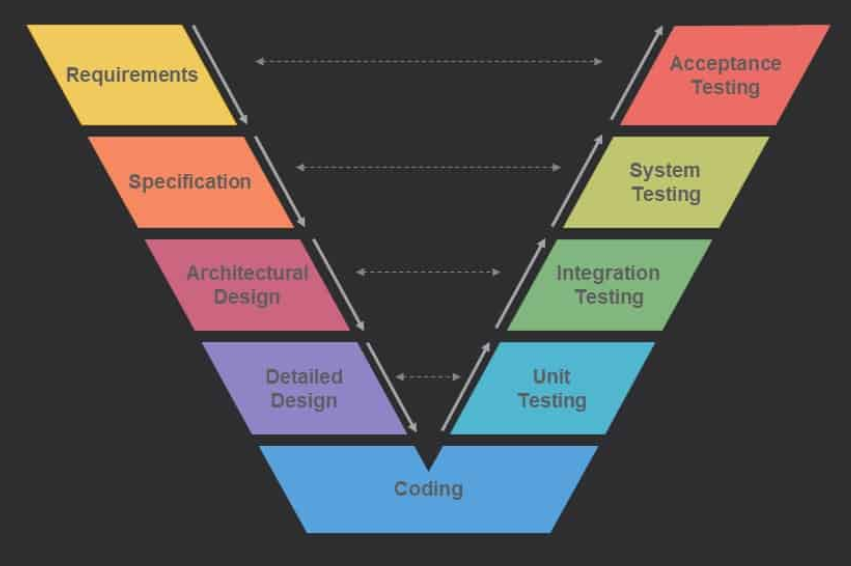 Requirements
Acceptance
Testing
Specification
System
Testing
Architectural
Design
Integration
Testing
Detailed
Design
Unit
Testing
Coding